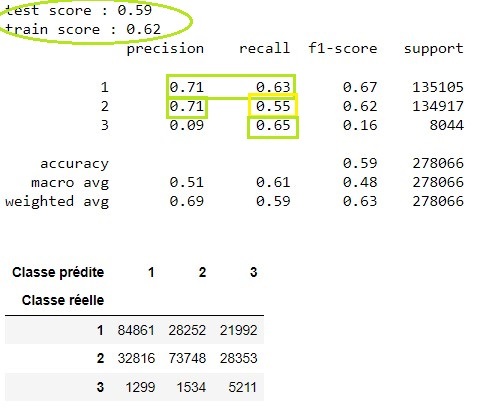 test score : 0.59
train score : 0.62
precision recall f1-score support
1 0.71 0.63 0.67 135105
2 0.71 0.55 0.62 134917
3 0.09 0.65 0.16 8044
accuracy 0.59 278066
macro avg 0.51 0.61 0.48 278066
weighted avg 0.69 0.59 0.63 278066
Classe prédite 1 2 3
Classe réelle
1 84861 28252 21992
2 32816 73748 28353
3 1299 1534 5211